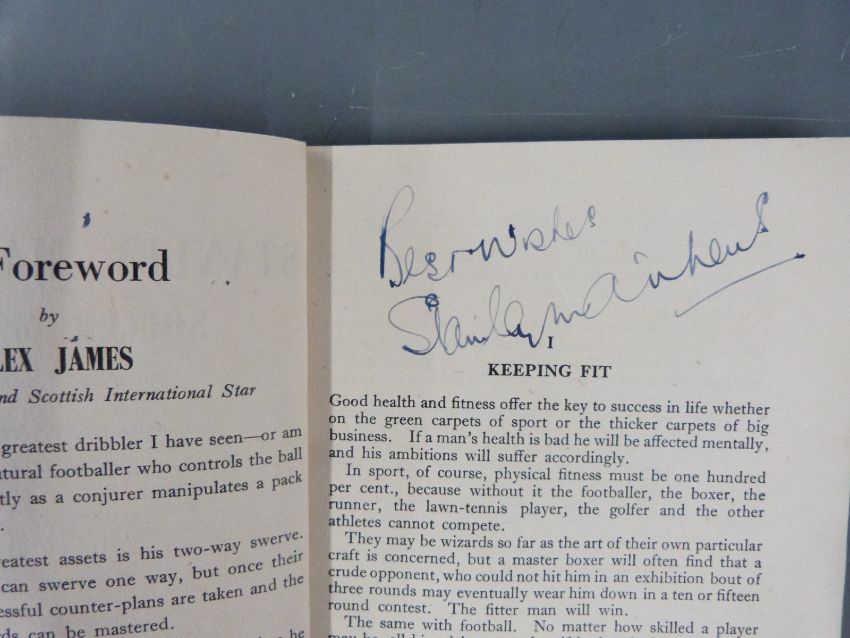 Foreword
by
LEX JAMES
nd Scottish International Star
greatest dribbler I have seen—or am
tural footballer who controls the ball
tly as a conjurer manipulates a pack
.
eatest assets is his two-way swerve.
can swerve one way, but once their
essful counter-plans are taken and the
ds can be mastered.
he
Best Wishes
Stanley Matthews
I
KEEPING FIT
Good health and fitness offer the key to success in life whether
on the green carpets of sport or the thicker carpets of big
business. If a man's health is bad he will be affected mentally,
and his ambitions will suffer accordingly.
In sport, of course, physical fitness must be one hundred
per cent., because without it the footballer, the boxer, the
runner, the lawn-tennis player, the golfer and the other
athletes cannot compete.
They may be wizards so far as the art of their own particular
craft is concerned, but a master boxer will often find that a
crude opponent, who could not hit him in an exhibition bout of
three rounds may eventually wear him down in a ten or fifteen
round contest. The fitter man will win.
The same with football. No matter how skilled a player
may be